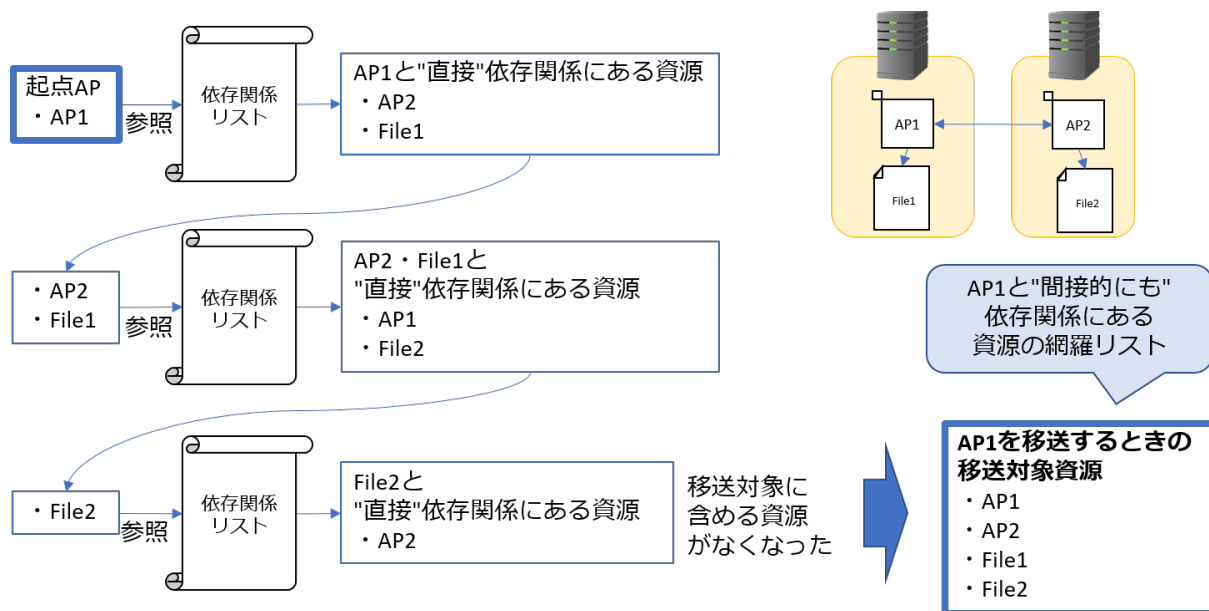 起点AP
・AP1
参照
依存関係
リスト
AP1と"直接"依存関係にある資源
・AP2
・File1
AP1
AP2
File1
File2
・AP2
・File1
参照
依存関係
リスト
AP2・File1と
"直接"依存関係にある資源
・AP1
・File2
AP1と"間接的にも"
依存関係にある
資源の網羅リスト
・File2
参照
依存関係
リスト
File2と
"直接"依存関係にある資源
・AP2
移送対象に
含める資源
がなくなった
AP1を移送するときの
移送対象資源
・AP1
・AP2
・File1
・File2